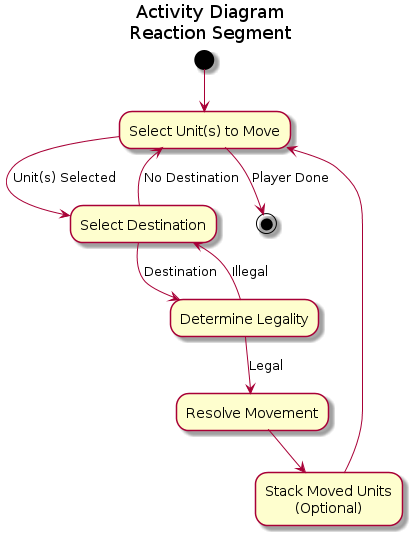 Activity Diagram
Reaction Segment
Select Unit(s) to Move
Unit(s) Selected
No Destination
Player Done
Select Destination
Destination
Illegal
Determine Legality
Legal
Resolve Movement
Stack Moved Units
(Optional)